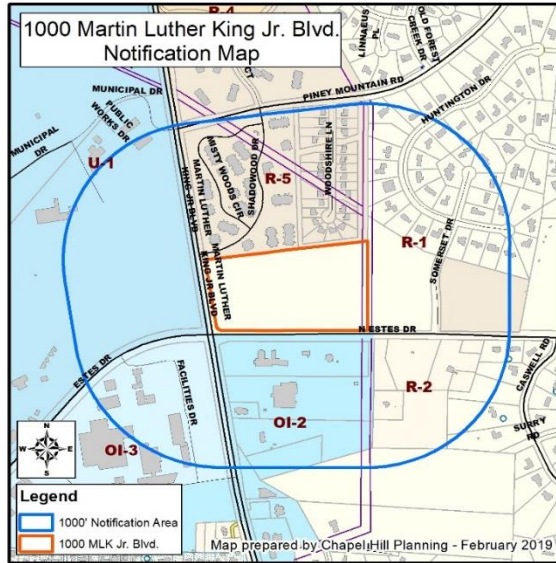 1000 Martin Luther King Jr. Blvd.
Notification Map
R-4
LINNAEUS
PL
OLD FOREST
CREEK DR
CT
MUNICIPAL DR
PINEY MOUNTAIN RD
HUNTINGTON DR
PUBLIC
WORKS DR
MUNICIPAL
DR
U-1
MISTY WOODS CIR
SHADOWOOD DR
WOODSHIRE LN
R-5
MARTIN LUTHER
KING JR BLVD
R-1
SOMERSET DR
MARTIN LUTHER
KING JR BLVD
N ESTES DR
ESTES DR
FACILITIES DR
R-2
CASWELL RD
SURRY RD
OI-2
OI-3
N
W E
S
Legend
1000' Notification Area
1000 MLK Jr. Blvd.
Map prepared by Chapel Hill Planning - February 2019